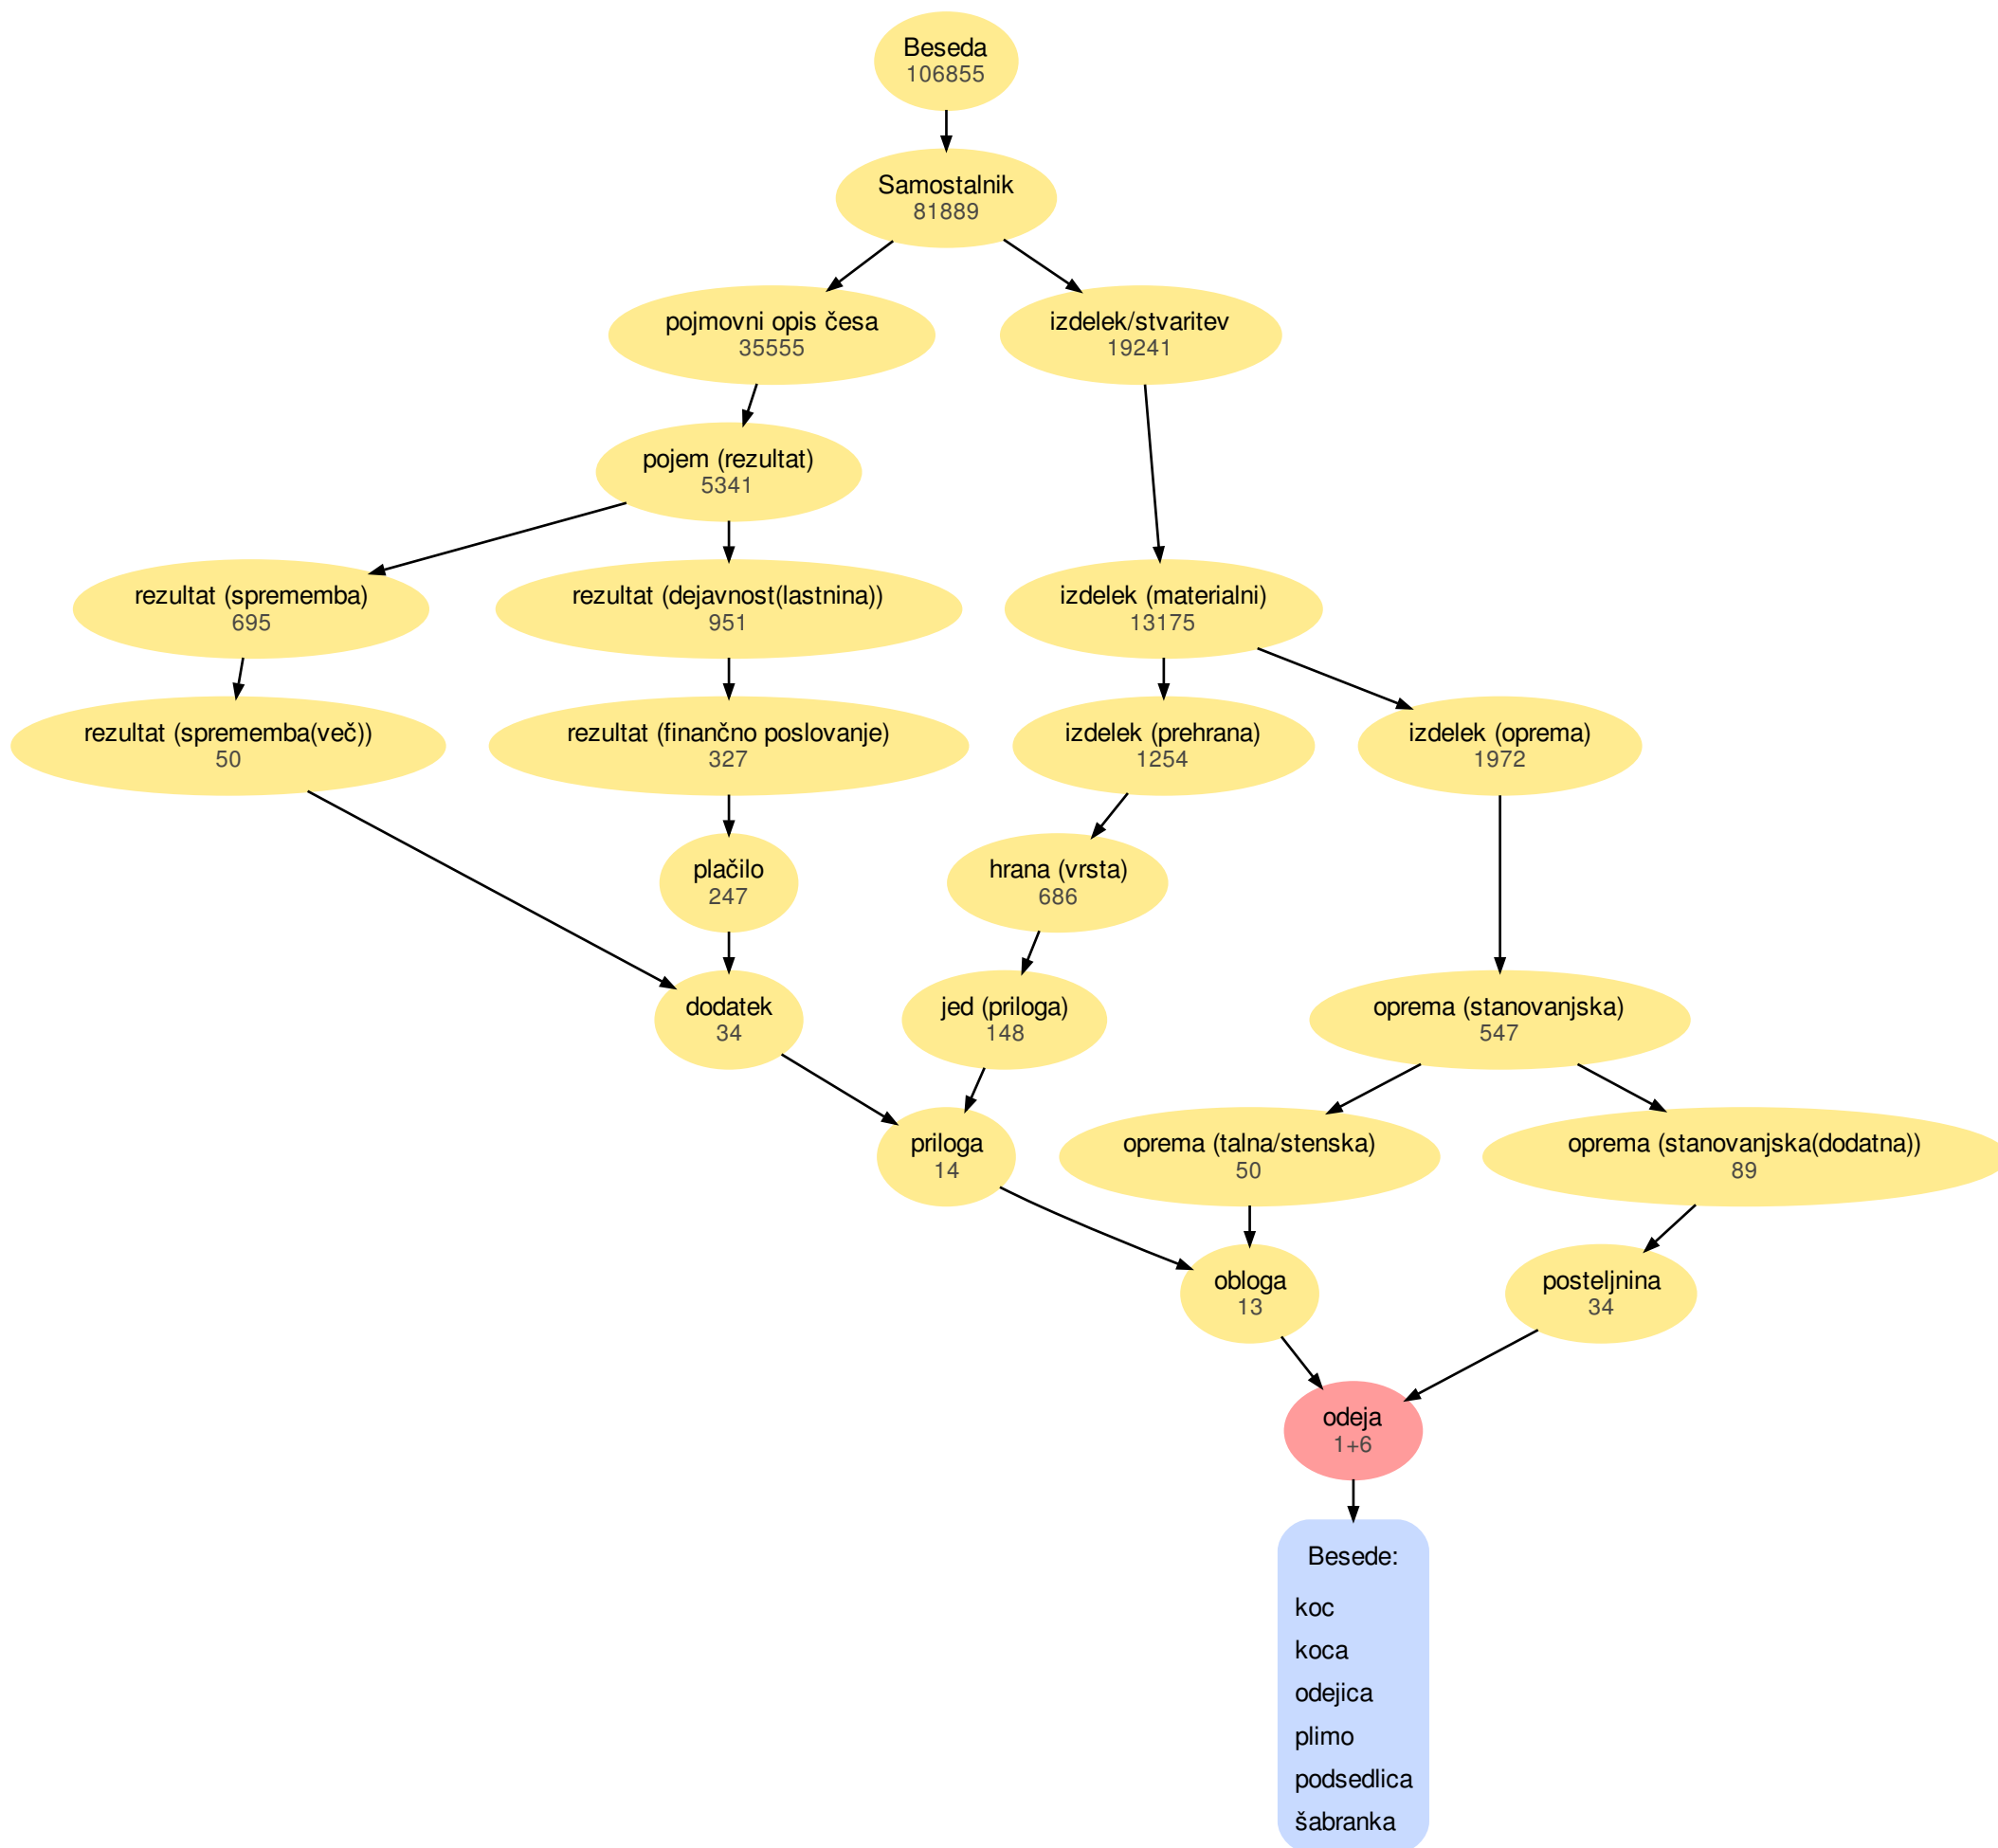 Beseda
106855
Samostalnik
81889
pojmovni opis česa
35555
izdelek/stvaritev
19241
pojem (rezultat)
5341
rezultat (sprememba)
695
rezultat (dejavnost(lastnina))
951
izdelek (materialni)
13175
rezultat (sprememba(več))
50
rezultat (finančno poslovanje)
327
izdelek (prehrana)
1254
izdelek (oprema)
1972
plačilo
247
hrana (vrsta)
686
dodatek
34
jed (priloga)
148
oprema (stanovanjska)
547
priloga
14
oprema (talna/stenska)
50
oprema (stanovanjska(dodatna))
89
obloga
13
posteljnina
34
odeja
1+6
Besede:
koc
koca
odejica
plimo
podsedlica
šabranka